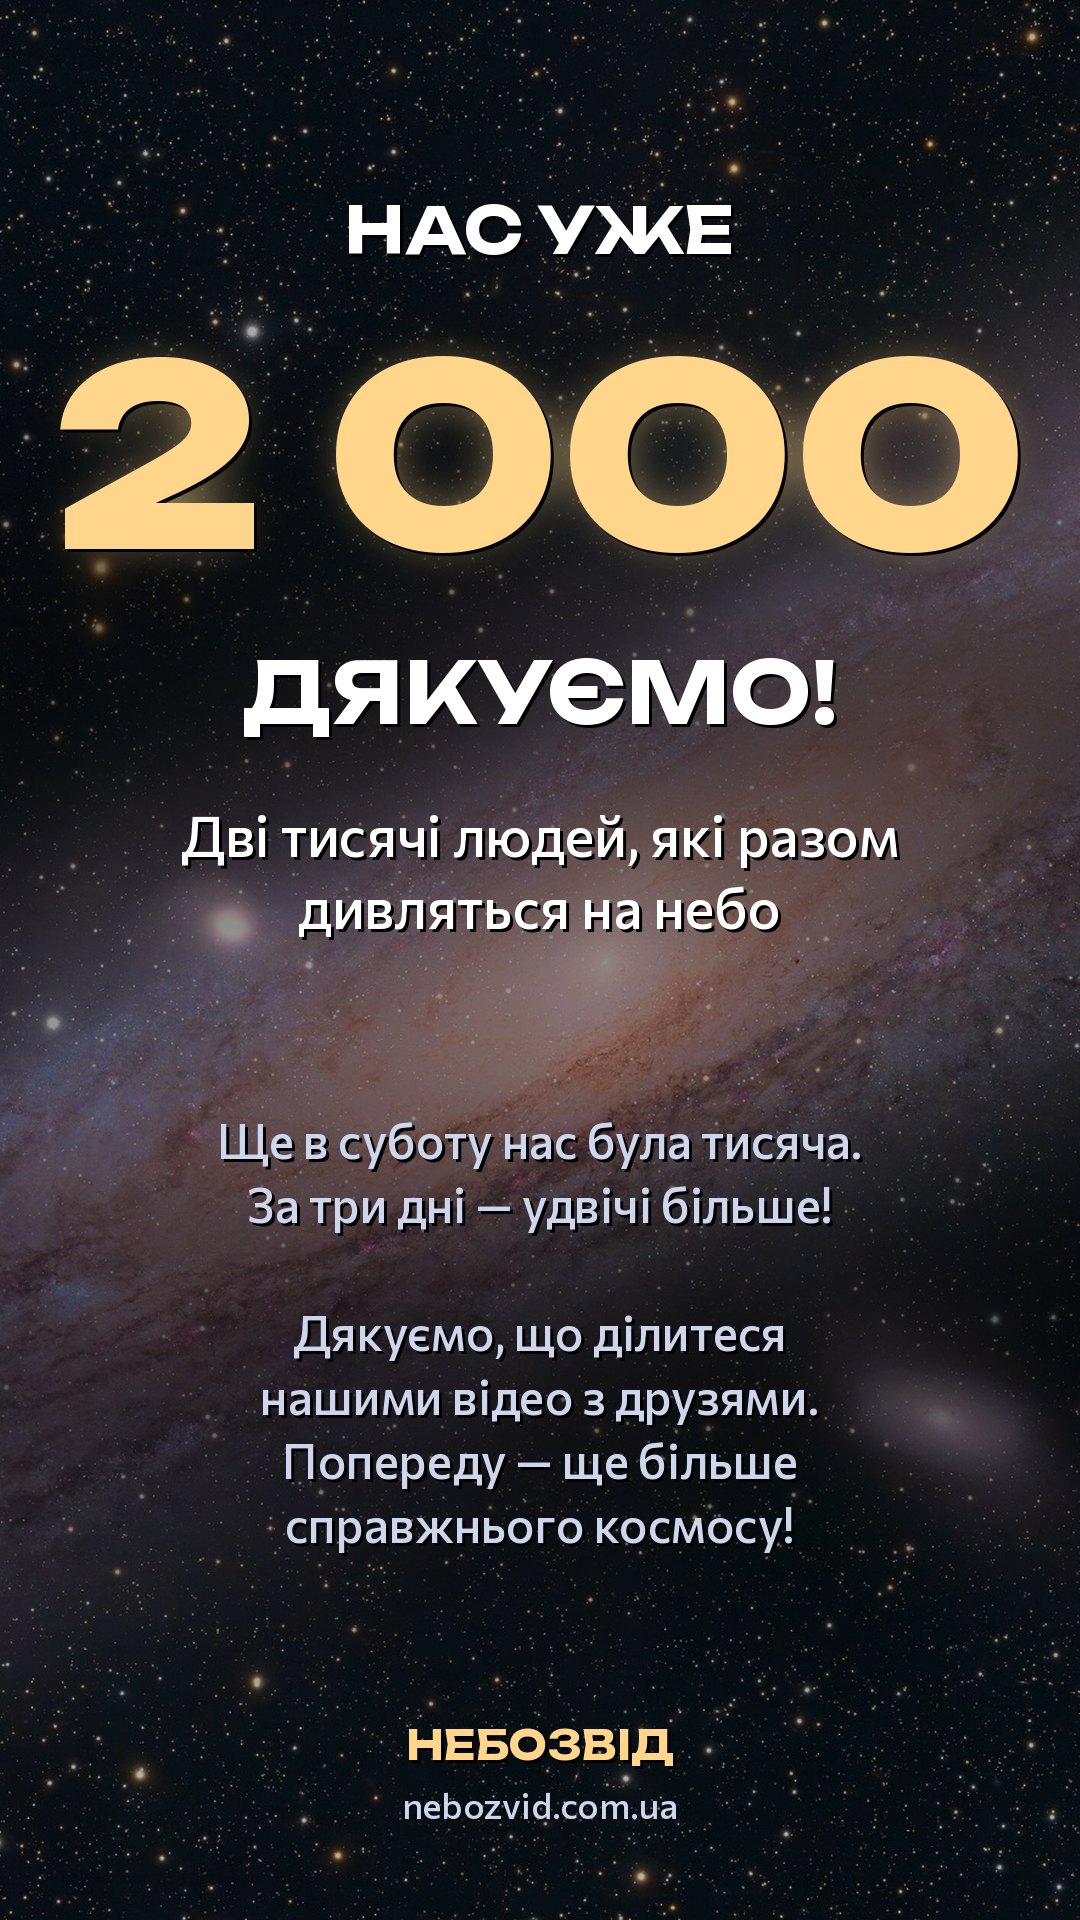 НАС УЖЕ
2 000
ДЯКУЄМО!
Дві тисячі людей, які разом
дивляться на небо
Ще в суботу нас була тисяча.
За три дні — удвічі більше!
Дякуємо, що ділитеся
нашими відео з друзями.
Попереду — ще більше
справжнього космосу!
НЕБОЗВІД
nebozvid.com.ua